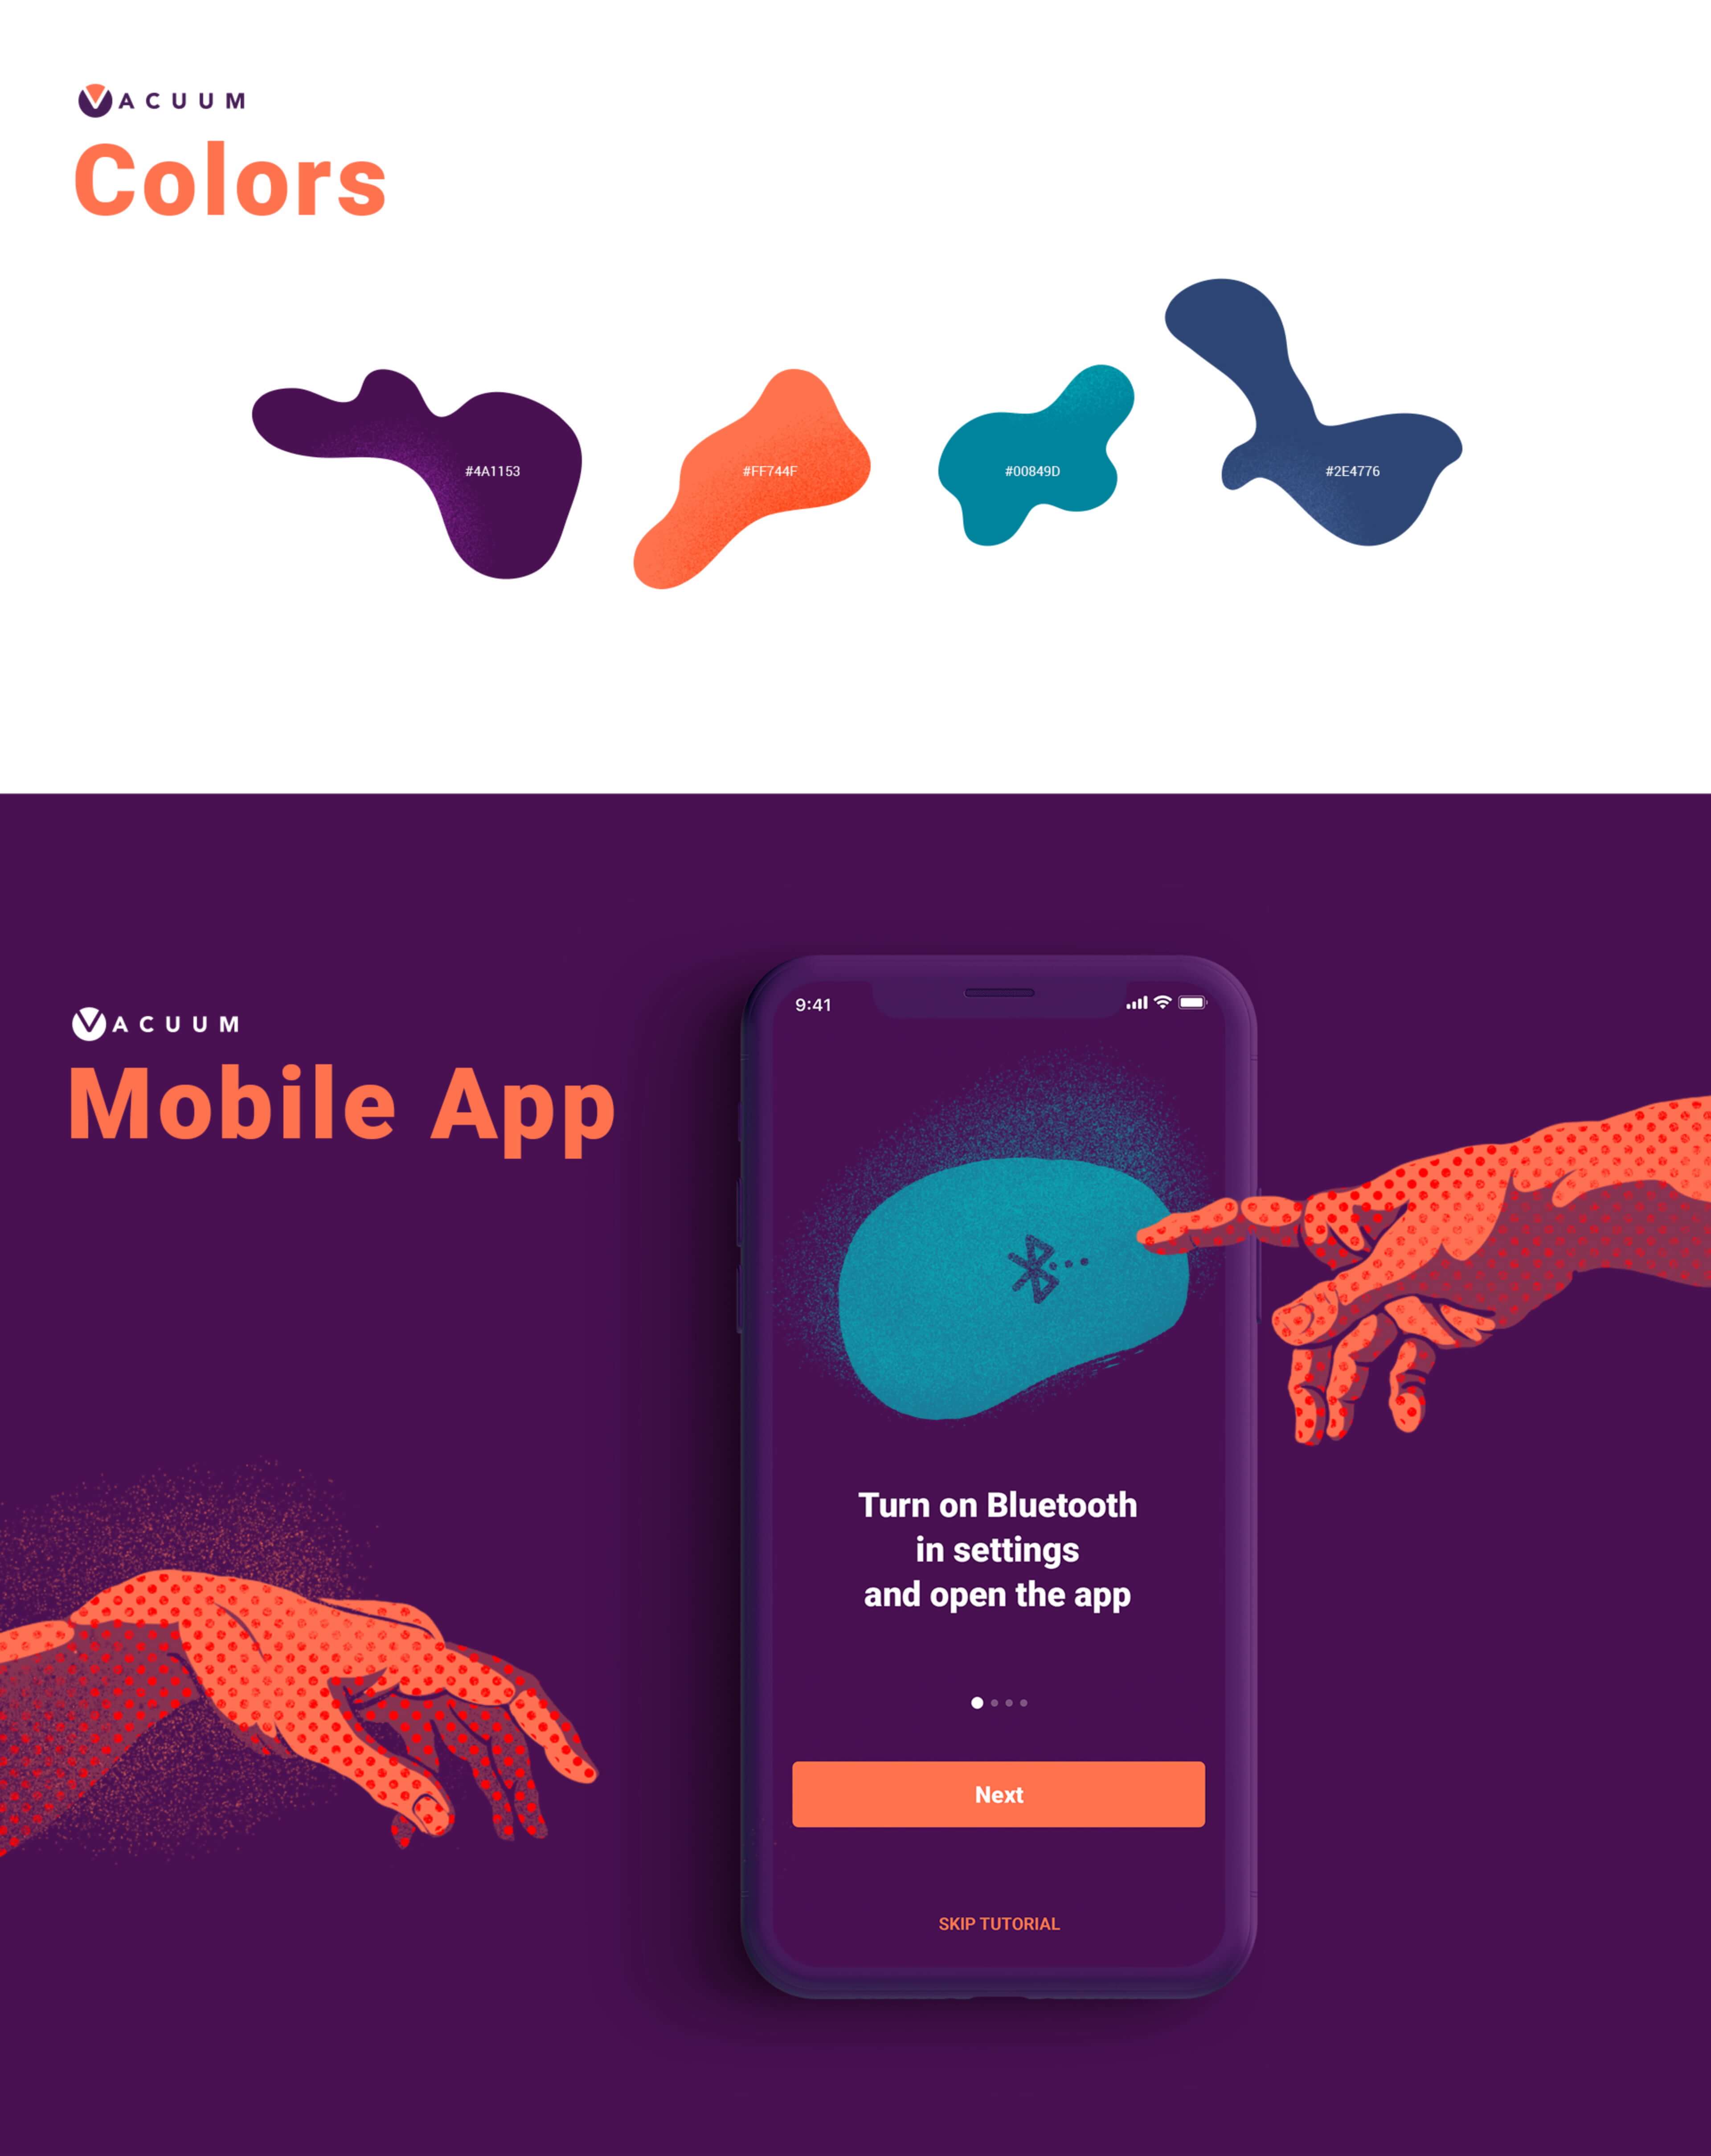 VACUUM
Colors
#4A1153
#FF744F
#00849D
#2E4776
VACUUM
Mobile App
9:41
Turn on Bluetooth
in settings
and open the app
Next
SKIP TUTORIAL